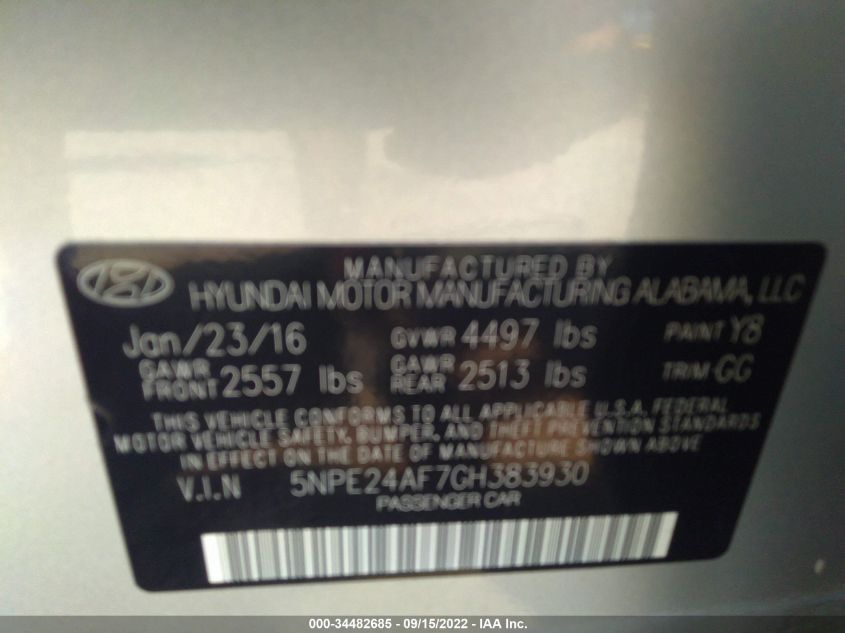 MANUFACTURED BY
HYUNDAI MOTOR MANUFACTURING ALABAMA, LLC
Jan/23/16 GVWR 4497 lbs PAINT Y8
GAWR FRONT 2557 lbs GAWR REAR 2513 lbs TRIM GG
THIS VEHICLE CONFORMS TO ALL APPLICABLE U.S.A. FEDERAL
MOTOR VEHICLE SAFETY, BUMPER, AND THEFT PREVENTION STANDARDS
IN EFFECT ON THE DATE OF MANUFACTURE SHOWN ABOVE
V.I.N 5NPE24AF7GH383930
PASSENGER CAR
000-34482685 - 09/15/2022 - IAA Inc.